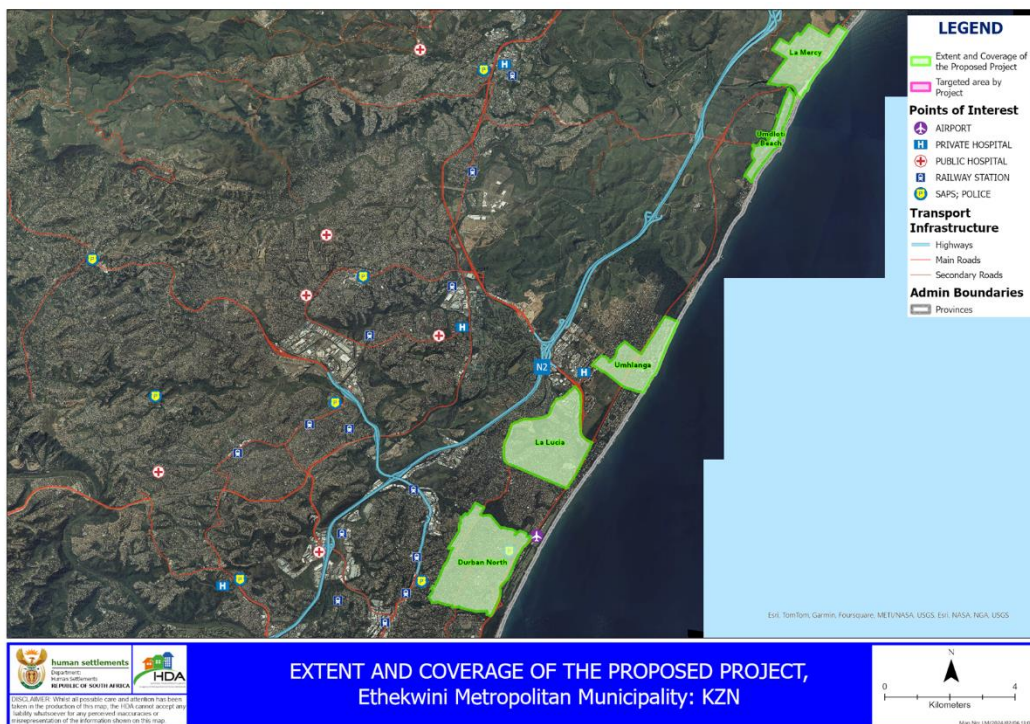 LEGEND
Extent and Coverage of
the Proposed Project
Targeted area by
Project
Points of Interest
AIRPORT
H PRIVATE HOSPITAL
PUBLIC HOSPITAL
RAILWAY STATION
P SAPS; POLICE
Transport
Infrastructure
Highways
Main Roads
Secondary Roads
Admin Boundaries
Provinces
La Mercy
Umdloti
Beach
H
P
P
P
H
Umhlanga
N2
H
P
P
La Lucia
Durban North
P
P
P
H
Esri, TomTom, Garmin, Foursquare, METI/NASA, USGS, Esri, NASA, NGA, USGS
human settlements
Department:
Human Settlements
REPUBLIC OF SOUTH AFRICA
HDA
DISCLAIMER: Whilst all possible care and attention has been
taken in the production of this map, the HDA cannot accept any
liability whatsoever for any perceived inaccuracies or
misrepresentation of the information shown on this map.
EXTENT AND COVERAGE OF THE PROPOSED PROJECT,
Ethekwini Metropolitan Municipality: KZN
N
0 4
Kilometers